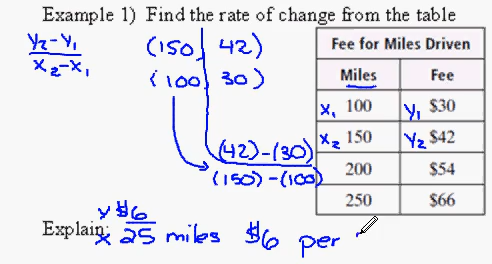 Example 1) Find the rate of change from the table
y₂-y₁
x₂-x₁
(150, 42)
(100, 30)
(42)-(30)
(150)-(100)
Fee for Miles Driven
Miles Fee
x₁ 100 y₁ $30
x₂ 150 y₂ $42
200 $54
250 $66
y $6
Explain: x 25 miles $6 per